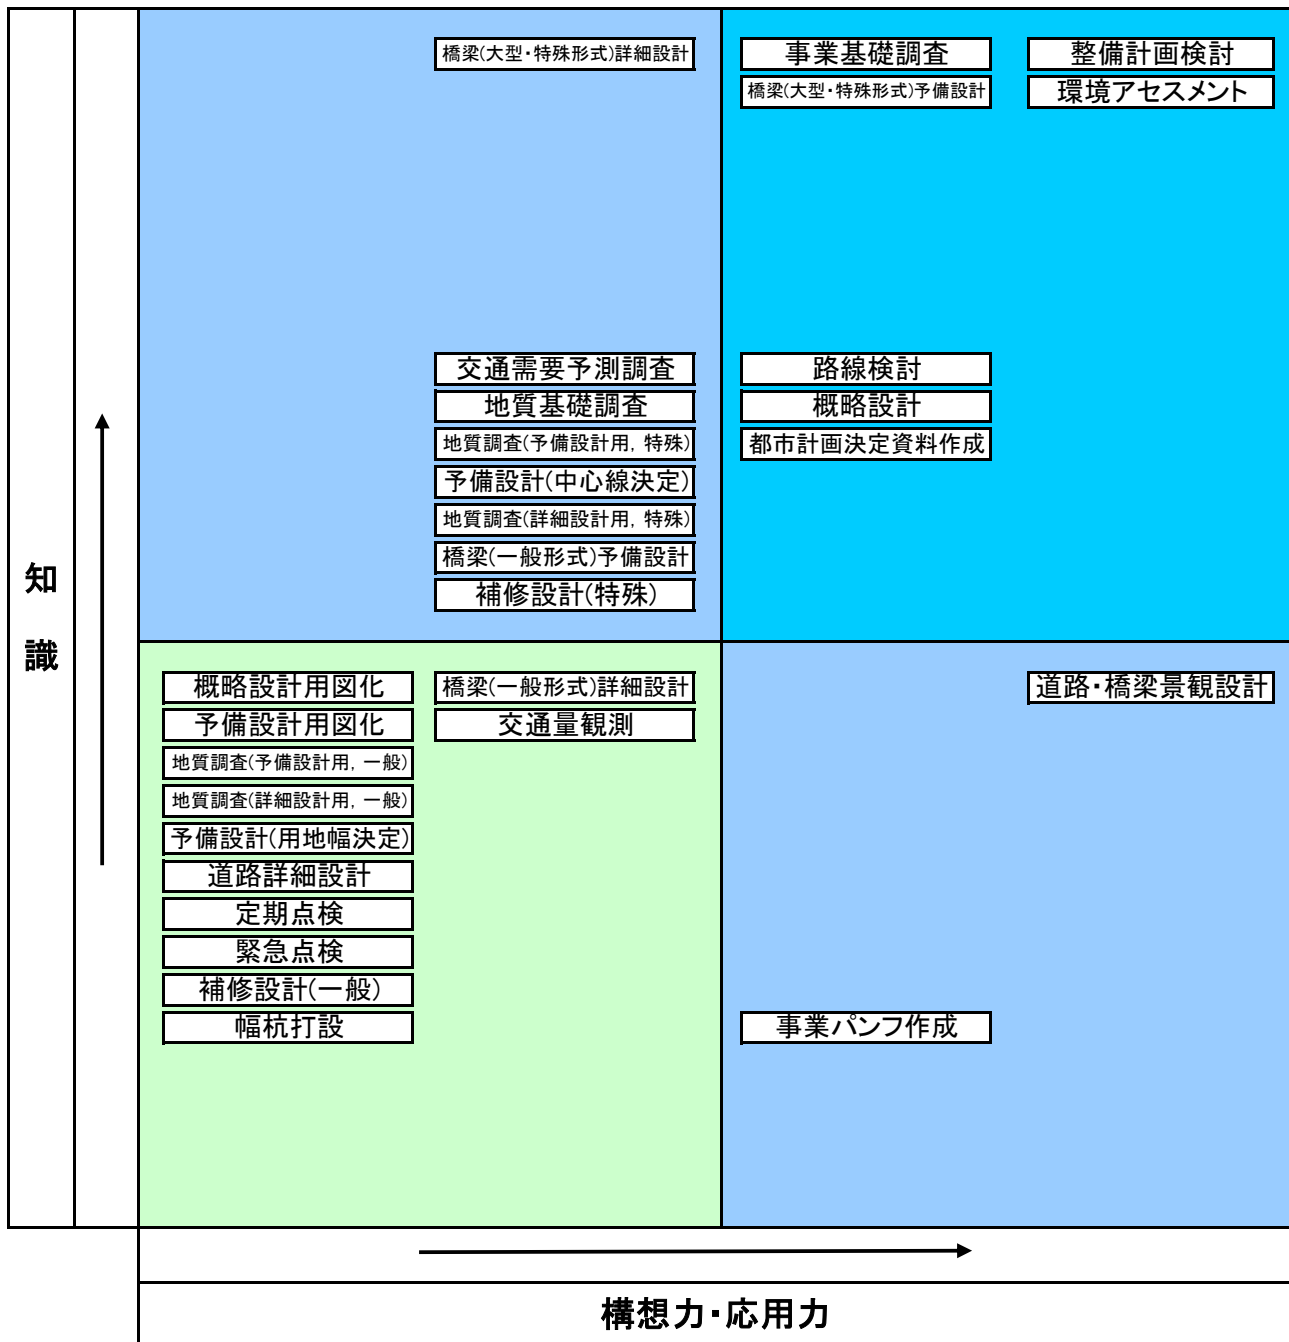 橋梁(大型・特殊形式)詳細設計
事業基礎調査
整備計画検討
橋梁(大型・特殊形式)予備設計
環境アセスメント
交通需要予測調査
路線検討
地質基礎調査
概略設計
地質調査(予備設計用, 特殊)
都市計画決定資料作成
予備設計(中心線決定)
地質調査(詳細設計用, 特殊)
橋梁(一般形式)予備設計
補修設計(特殊)
知識
概略設計用図化
橋梁(一般形式)詳細設計
道路・橋梁景観設計
予備設計用図化
交通量観測
地質調査(予備設計用, 一般)
地質調査(詳細設計用, 一般)
予備設計(用地幅決定)
道路詳細設計
定期点検
緊急点検
補修設計(一般)
幅杭打設
事業パンフ作成
構想力・応用力